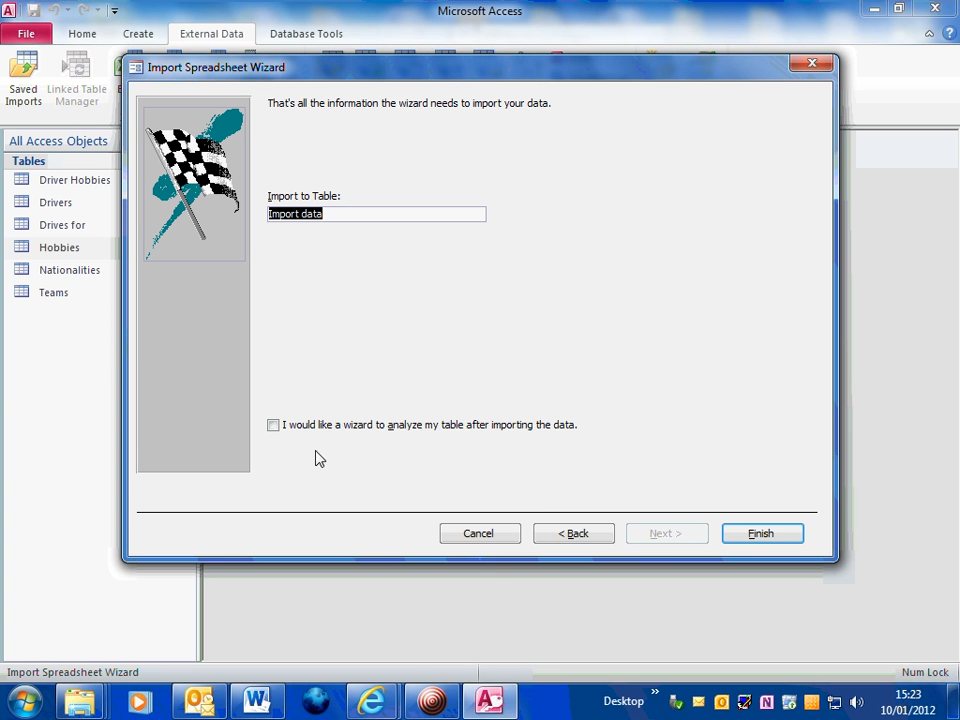 Microsoft Access
File Home Create External Data Database Tools
Saved Imports
Linked Table Manager
All Access Objects
Tables
Driver Hobbies
Drivers
Drives for
Hobbies
Nationalities
Teams
Import Spreadsheet Wizard
That's all the information the wizard needs to import your data.
Import to Table:
Import data
I would like a wizard to analyze my table after importing the data.
Cancel < Back Next > Finish
Import Spreadsheet Wizard Num Lock
Desktop
15:23
10/01/2012